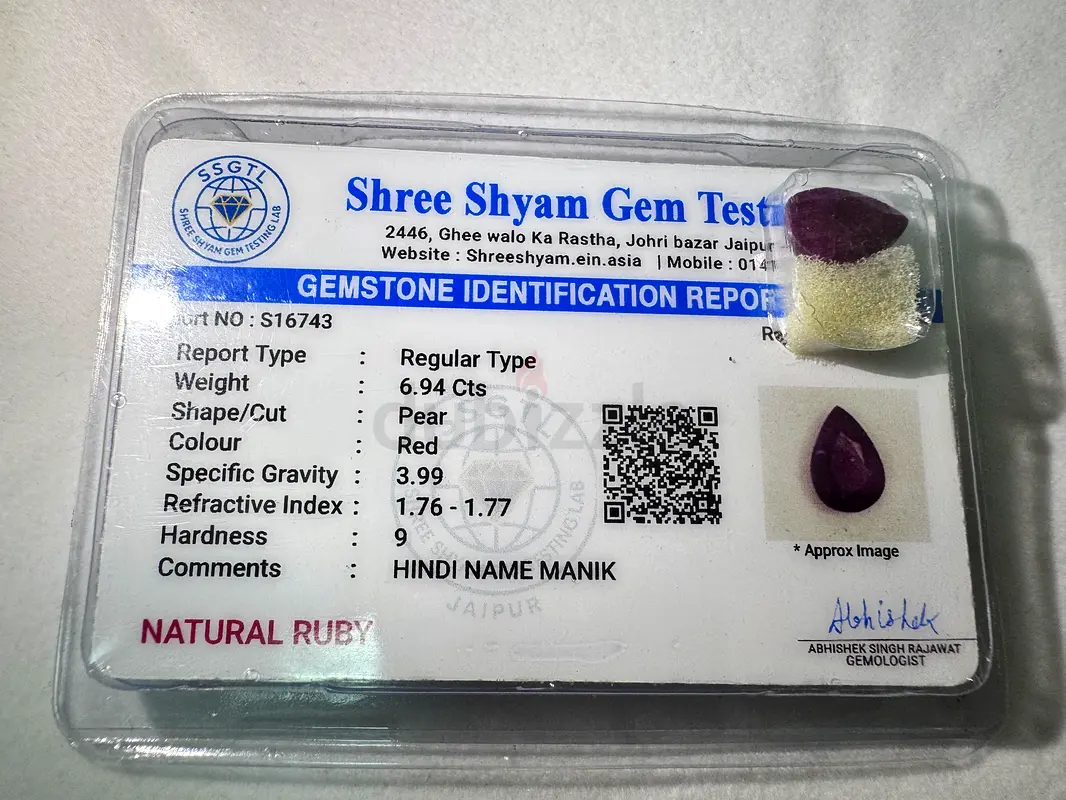 SSGTL
SHREE SHYAM GEM TESTING LAB
Shree Shyam Gem
2446, Ghee walo Ka Rastha, Johri bazar Jaipur
Website : Shreeshyam.ein.asia | Mobile :
GEMSTONE IDENTIFICATION
NO : S16743
Report Type : Regular Type
Weight : 6.94 Cts
Shape/Cut : Pear
Colour : Red
Specific Gravity : 3.99
Refractive Index : 1.76 - 1.77
Hardness : 9
Comments : HINDI NAME MANIK
NATURAL RUBY
JAIPUR
dubizzle
* Approx Image
Abhishek
ABHISHEK SINGH RAJAWAT
GEMOLOGIST